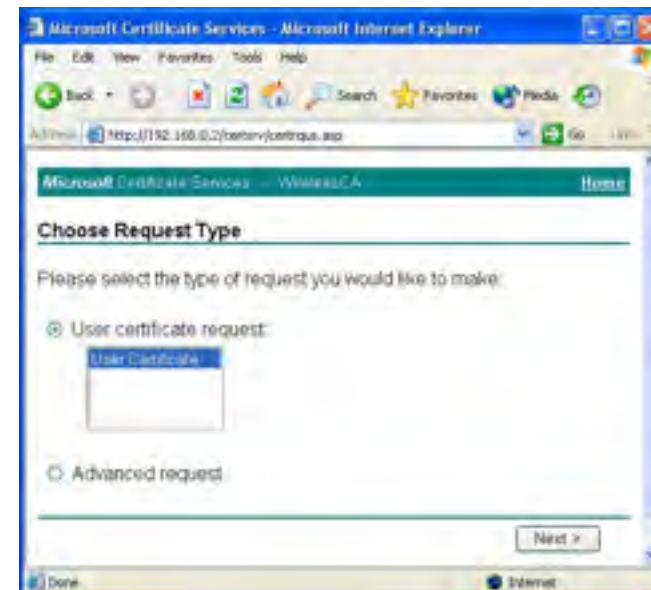 Microsoft Certificate Services - Microsoft Internet Explorer
File Edit View Favorites Tools Help
Back Search Favorites Media
Address http://192.168.0.2/certsrv/certrqus.asp Go Links
Microsoft Certificate Services -- WirelessCA Home
Choose Request Type
Please select the type of request you would like to make:
User certificate request:
User Certificate
Advanced request
Next >
Done Internet